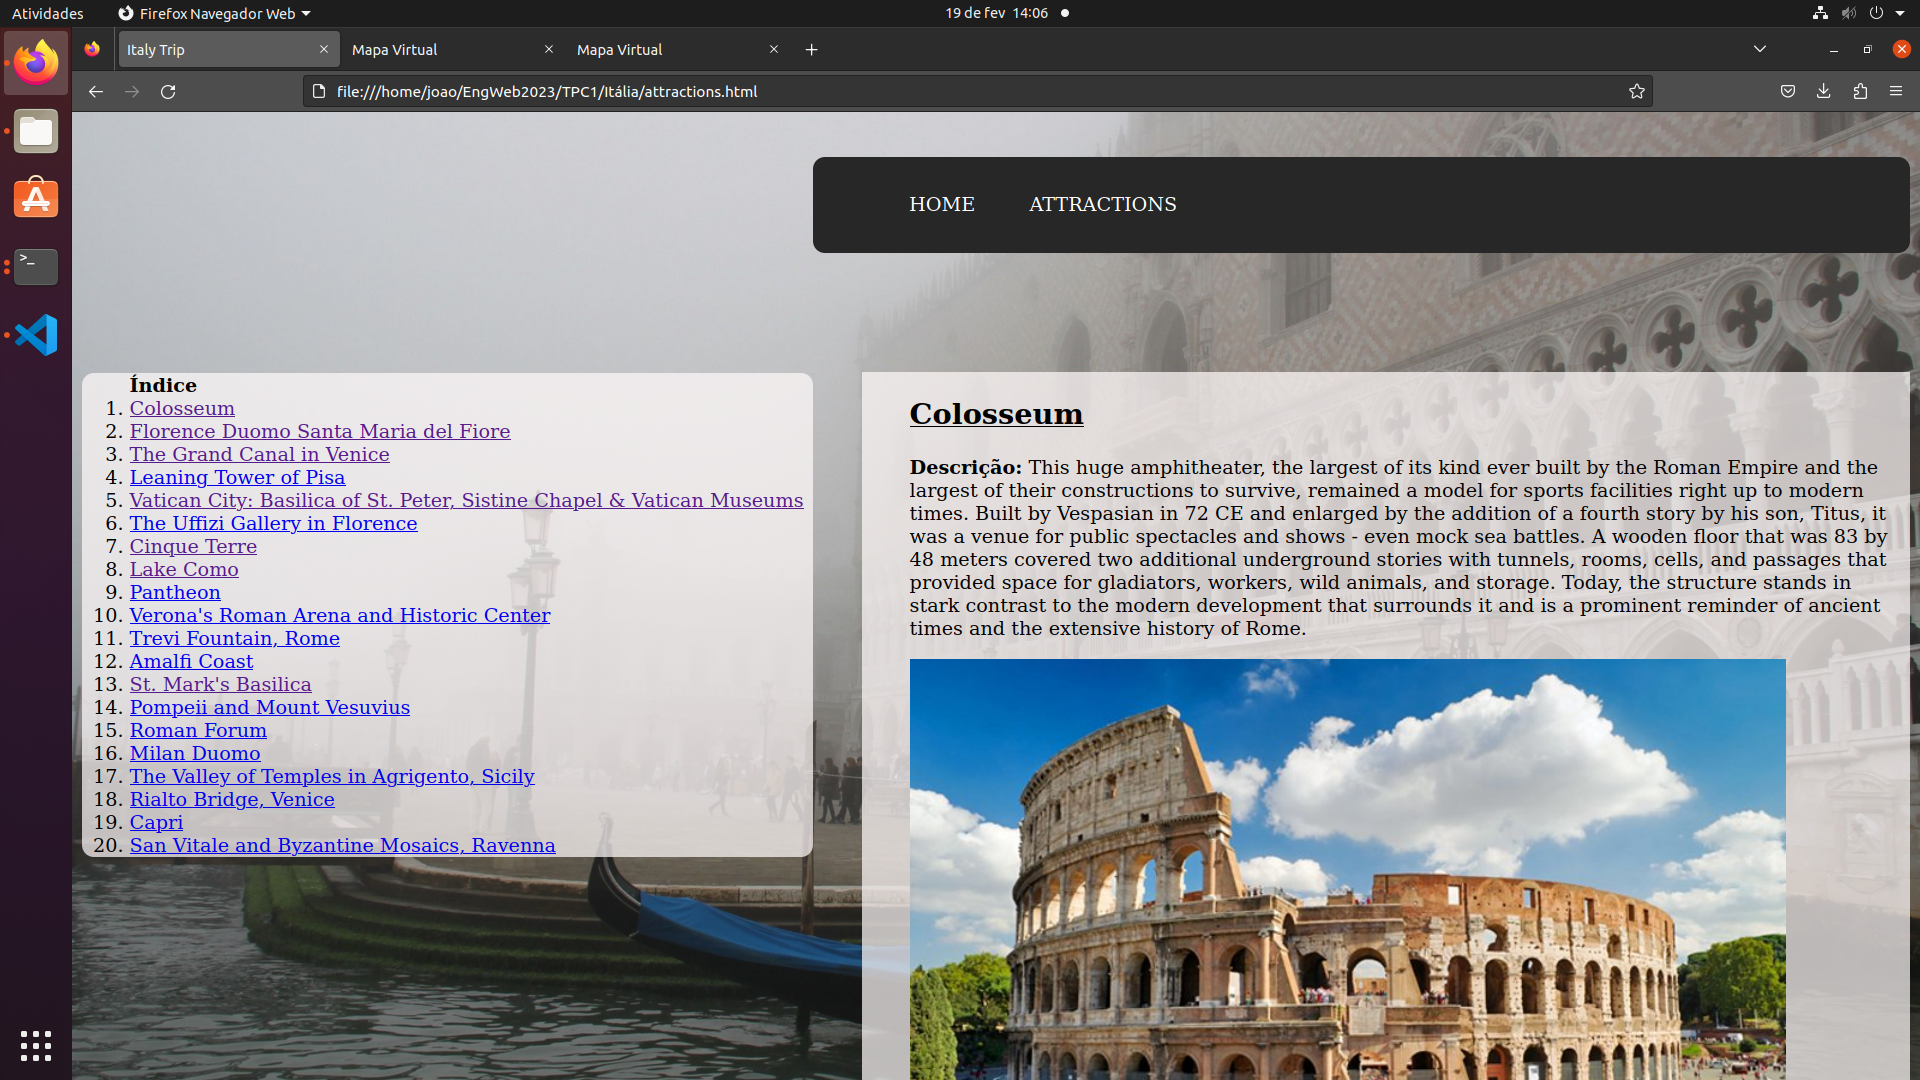 Atividades
Firefox Navegador Web
19 de fev 14:06
Italy Trip
Mapa Virtual
Mapa Virtual
file:///home/joao/EngWeb2023/TPC1/Itália/attractions.html
HOME
ATTRACTIONS
Índice
1. Colosseum
2. Florence Duomo Santa Maria del Fiore
3. The Grand Canal in Venice
4. Leaning Tower of Pisa
5. Vatican City: Basilica of St. Peter, Sistine Chapel & Vatican Museums
6. The Uffizi Gallery in Florence
7. Cinque Terre
8. Lake Como
9. Pantheon
10. Verona's Roman Arena and Historic Center
11. Trevi Fountain, Rome
12. Amalfi Coast
13. St. Mark's Basilica
14. Pompeii and Mount Vesuvius
15. Roman Forum
16. Milan Duomo
17. The Valley of Temples in Agrigento, Sicily
18. Rialto Bridge, Venice
19. Capri
20. San Vitale and Byzantine Mosaics, Ravenna
Colosseum
Descrição: This huge amphitheater, the largest of its kind ever built by the Roman Empire and the
largest of their constructions to survive, remained a model for sports facilities right up to modern
times. Built by Vespasian in 72 CE and enlarged by the addition of a fourth story by his son, Titus, it
was a venue for public spectacles and shows - even mock sea battles. A wooden floor that was 83 by
48 meters covered two additional underground stories with tunnels, rooms, cells, and passages that
provided space for gladiators, workers, wild animals, and storage. Today, the structure stands in
stark contrast to the modern development that surrounds it and is a prominent reminder of ancient
times and the extensive history of Rome.